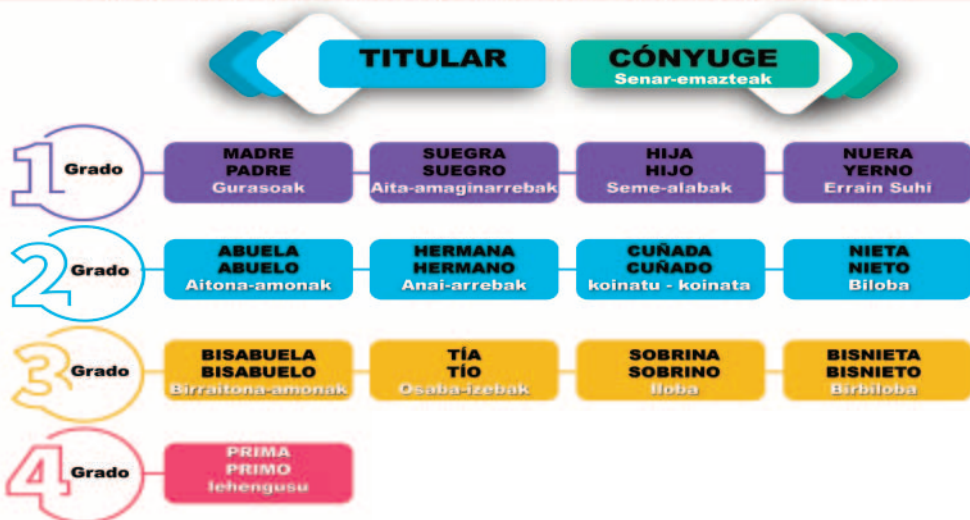 TITULAR
CÓNYUGE
Senar-emazteak
1 Grado
MADRE
PADRE
Gurasoak
SUEGRA
SUEGRO
Aita-amaginarrebak
HIJA
HIJO
Seme-alabak
NUERA
YERNO
Errain Suhi
2 Grado
ABUELA
ABUELO
Aitona-amonak
HERMANA
HERMANO
Anai-arrebak
CUÑADA
CUÑADO
koinatu - koinata
NIETA
NIETO
Biloba
3 Grado
BISABUELA
BISABUELO
Birraitona-amonak
TÍA
TÍO
Osaba-izebak
SOBRINA
SOBRINO
Iloba
BISNIETA
BISNIETO
Birbiloba
4 Grado
PRIMA
PRIMO
lehengusu